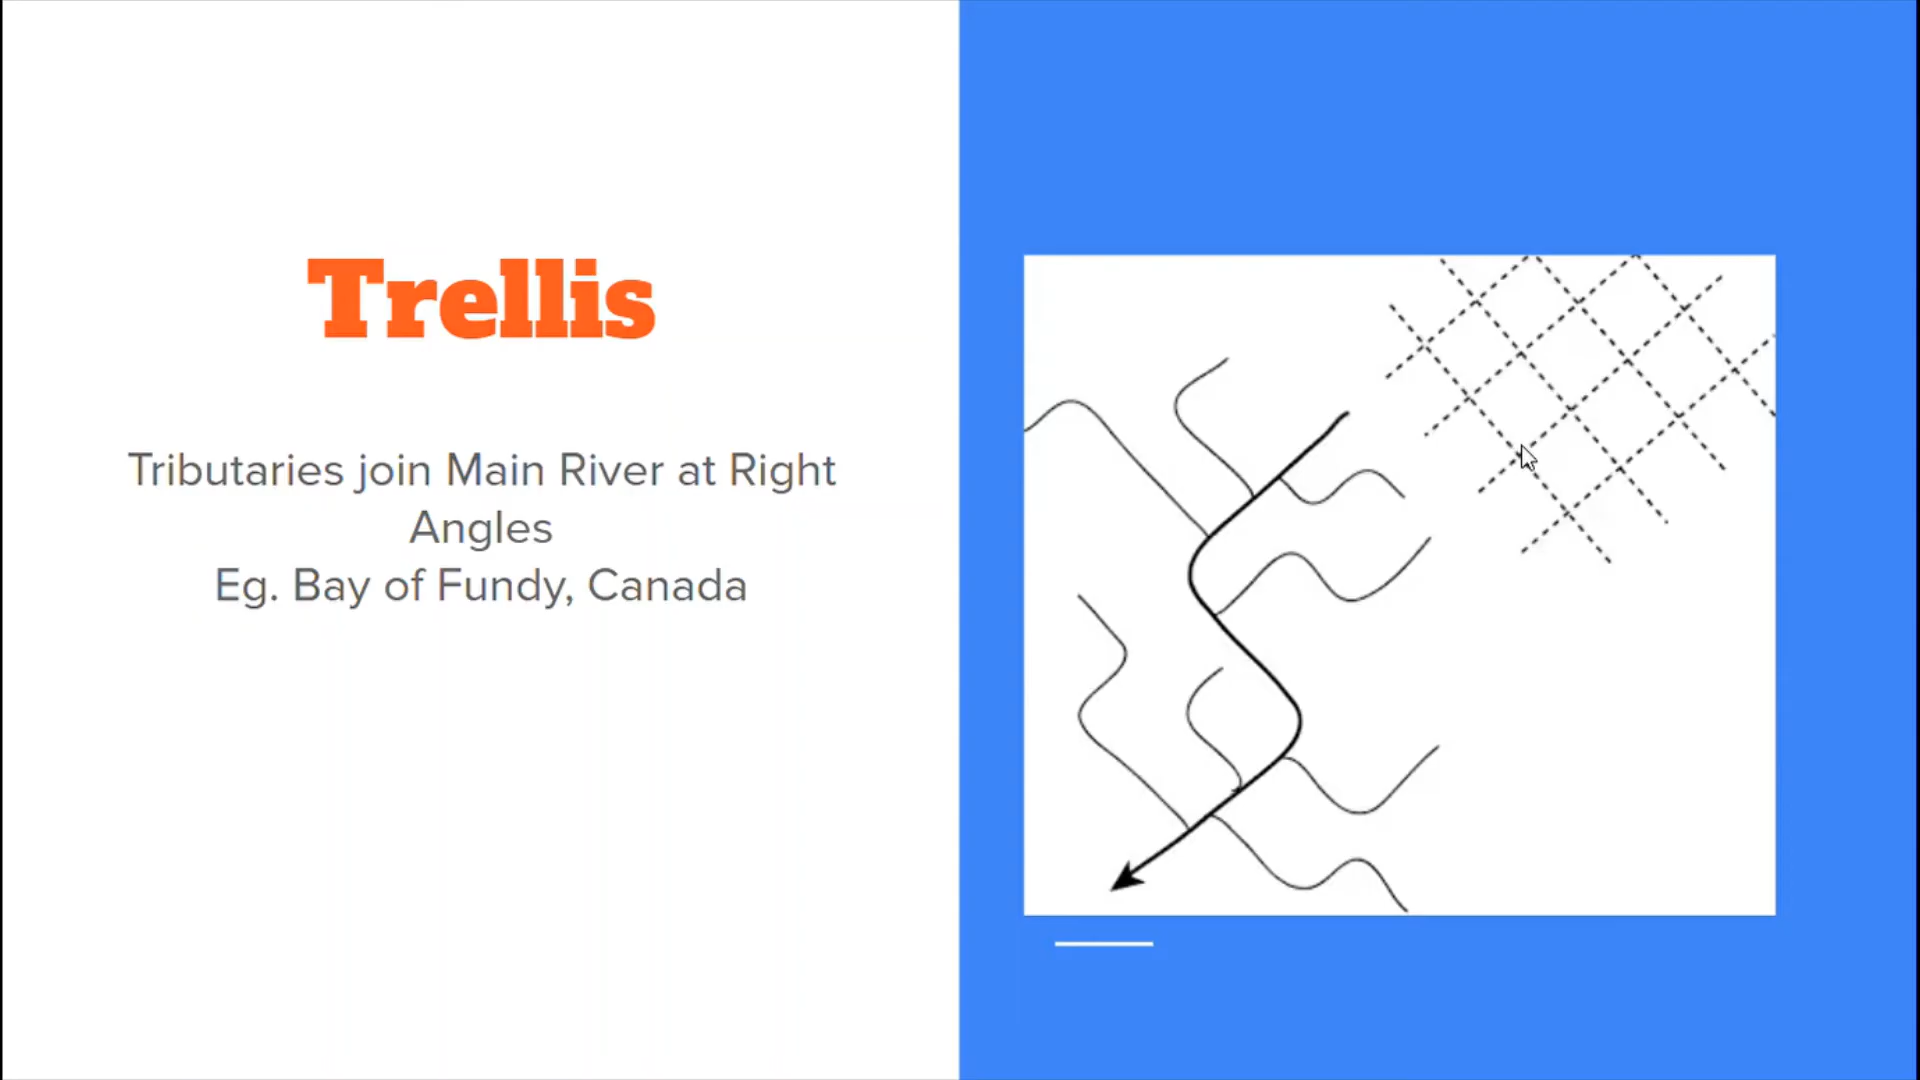 Trellis
Tributaries join Main River at Right
Angles
Eg. Bay of Fundy, Canada